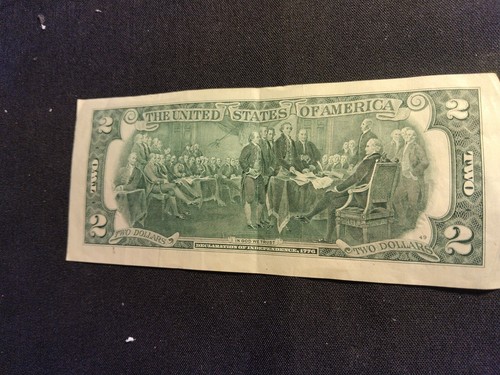 THE UNITED STATES OF AMERICA
2
2
TWO
TWO
2
2
TWO DOLLARS
IN GOD WE TRUST
DECLARATION OF INDEPENDENCE, 1776
TWO DOLLARS